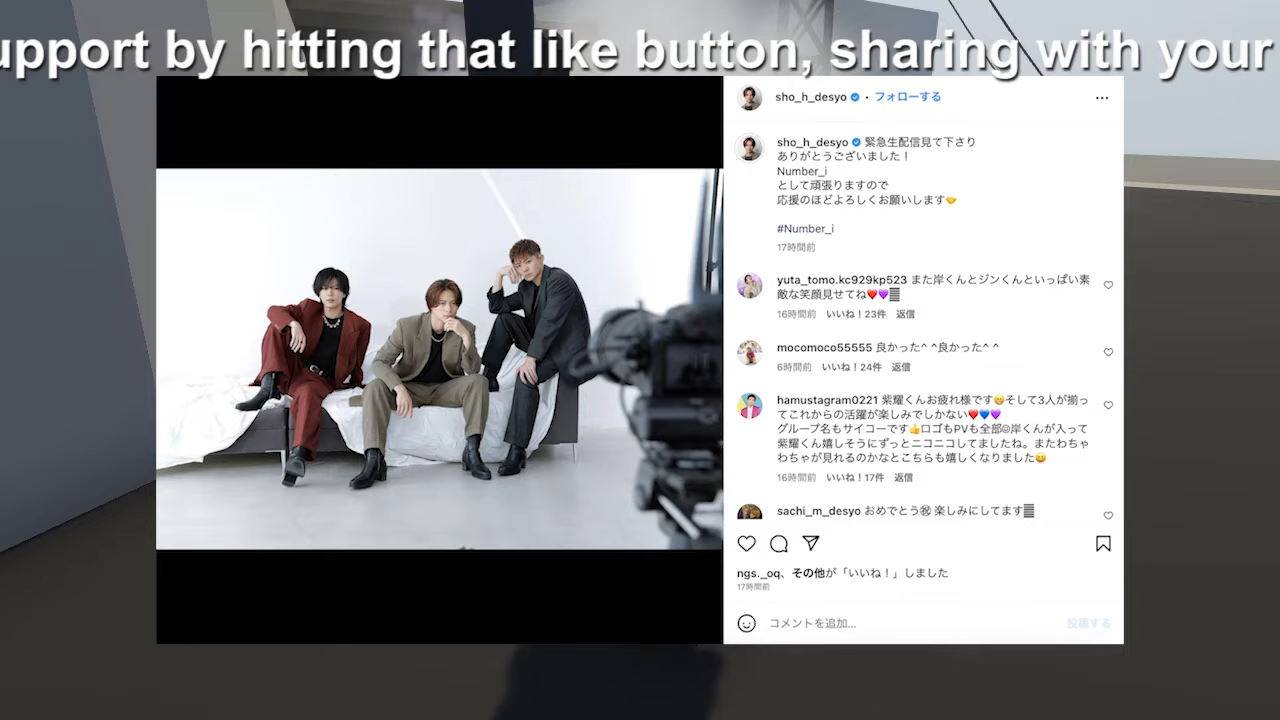 upport by hitting that like button, sharing with your
sho_h_desyo • フォローする
sho_h_desyo 緊急生配信見て下さり
ありがとうございました！
Number_i
として頑張りますので
応援のほどよろしくお願いします🤝
#Number_i
17時間前
yuta_tomo.kc929kp523 また岸くんとジンくんといっぱい素
敵な笑顔見せてね❤️💜
16時間前 いいね！23件 返信
mocomoco55555 良かった^ ^良かった^ ^
6時間前 いいね！24件 返信
hamustagram0221 紫耀くんお疲れ様です😄そして3人が揃っ
てこれからの活躍が楽しみでしかない❤️💙💜
グループ名もサイコーです👍ロゴもPVも全部◎岸くんが入って
紫耀くん嬉しそうにずっとニコニコしてましたね。またわちゃ
わちゃが見れるのかなとこちらも嬉しくなりました😄
16時間前 いいね！17件 返信
sachi_m_desyo おめでとう㊗ 楽しみにしてます
ngs._oq、その他が「いいね！」しました
17時間前
コメントを追加... 投稿する